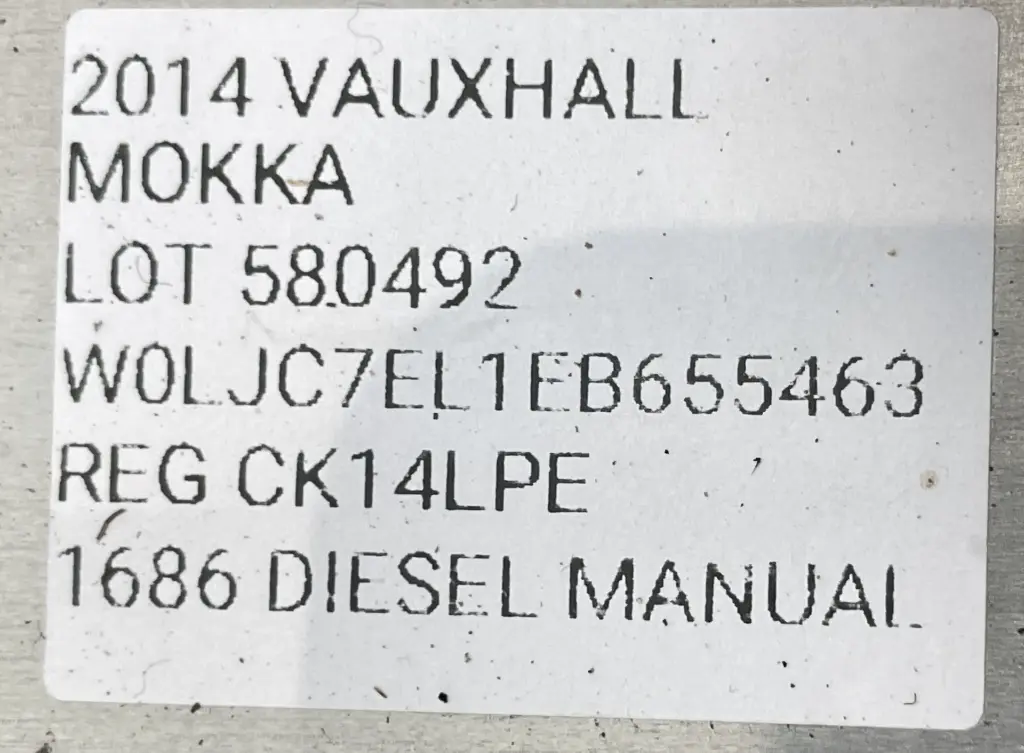 2014 VAUXHALL
MOKKA
LOT 580492
W0LJC7EL1EB655463
REG CK14LPE
1686 DIESEL MANUAL